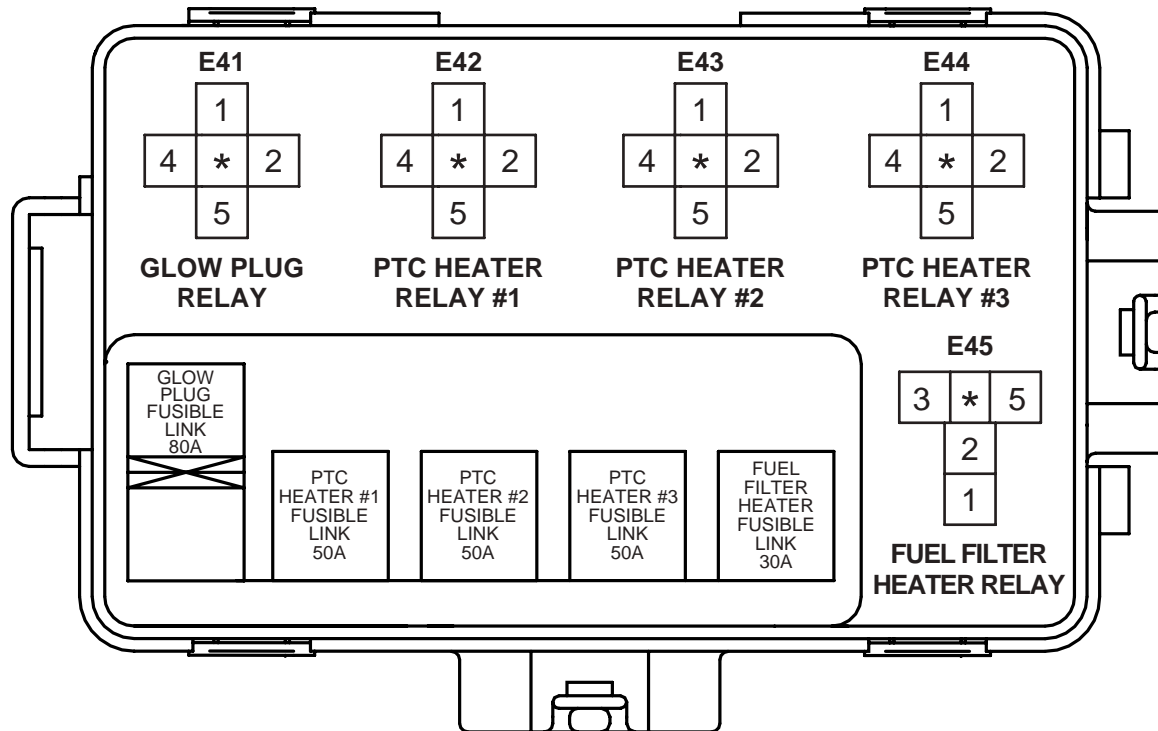 E41
1
4 * 2
5
GLOW PLUG
RELAY
E42
1
4 * 2
5
PTC HEATER
RELAY #1
E43
1
4 * 2
5
PTC HEATER
RELAY #2
E44
1
4 * 2
5
PTC HEATER
RELAY #3
E45
3 * 5
2
1
FUEL FILTER
HEATER RELAY
GLOW
PLUG
FUSIBLE
LINK
80A
PTC
HEATER #1
FUSIBLE
LINK
50A
PTC
HEATER #2
FUSIBLE
LINK
50A
PTC
HEATER #3
FUSIBLE
LINK
50A
FUEL
FILTER
HEATER
FUSIBLE
LINK
30A